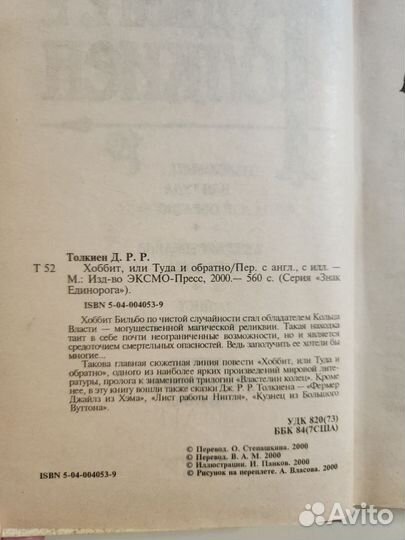 Толкиен Д. Р. Р.
Т 52 Хоббит, или Туда и обратно/Пер. с англ., с илл. —
М.: Изд-во ЭКСМО-Пресс, 2000.— 560 с. (Серия «Знак
Единорога»).
ISBN 5-04-004053-9
Хоббит Бильбо по чистой случайности стал обладателем Кольца
Власти — могущественной магической реликвии. Такая находка
таит в себе почти неограниченные возможности, но и является
средоточием смертельных опасностей. Ведь заполучить ее хотели бы
многие...
Такова главная сюжетная линия повести «Хоббит, или Туда и
обратно», одного из наиболее ярких произведений мировой лите-
ратуры, пролога к знаменитой трилогии «Властелин колец». Кроме
нее, в эту книгу вошли также сказки Дж. Р. Р. Толкиена — «Фермер
Джайлз из Хэма», «Лист работы Ниггля», «Кузнец из Большого
Вуттона».
УДК 820(73)
ББК 84(7США)
© Перевод. О. Степашкина. 2000
© Перевод. В. А. М. 2000
© Иллюстрации. И. Панков. 2000
ISBN 5-04-004053-9 © Рисунок на переплете. А. Власова. 2000
Avito